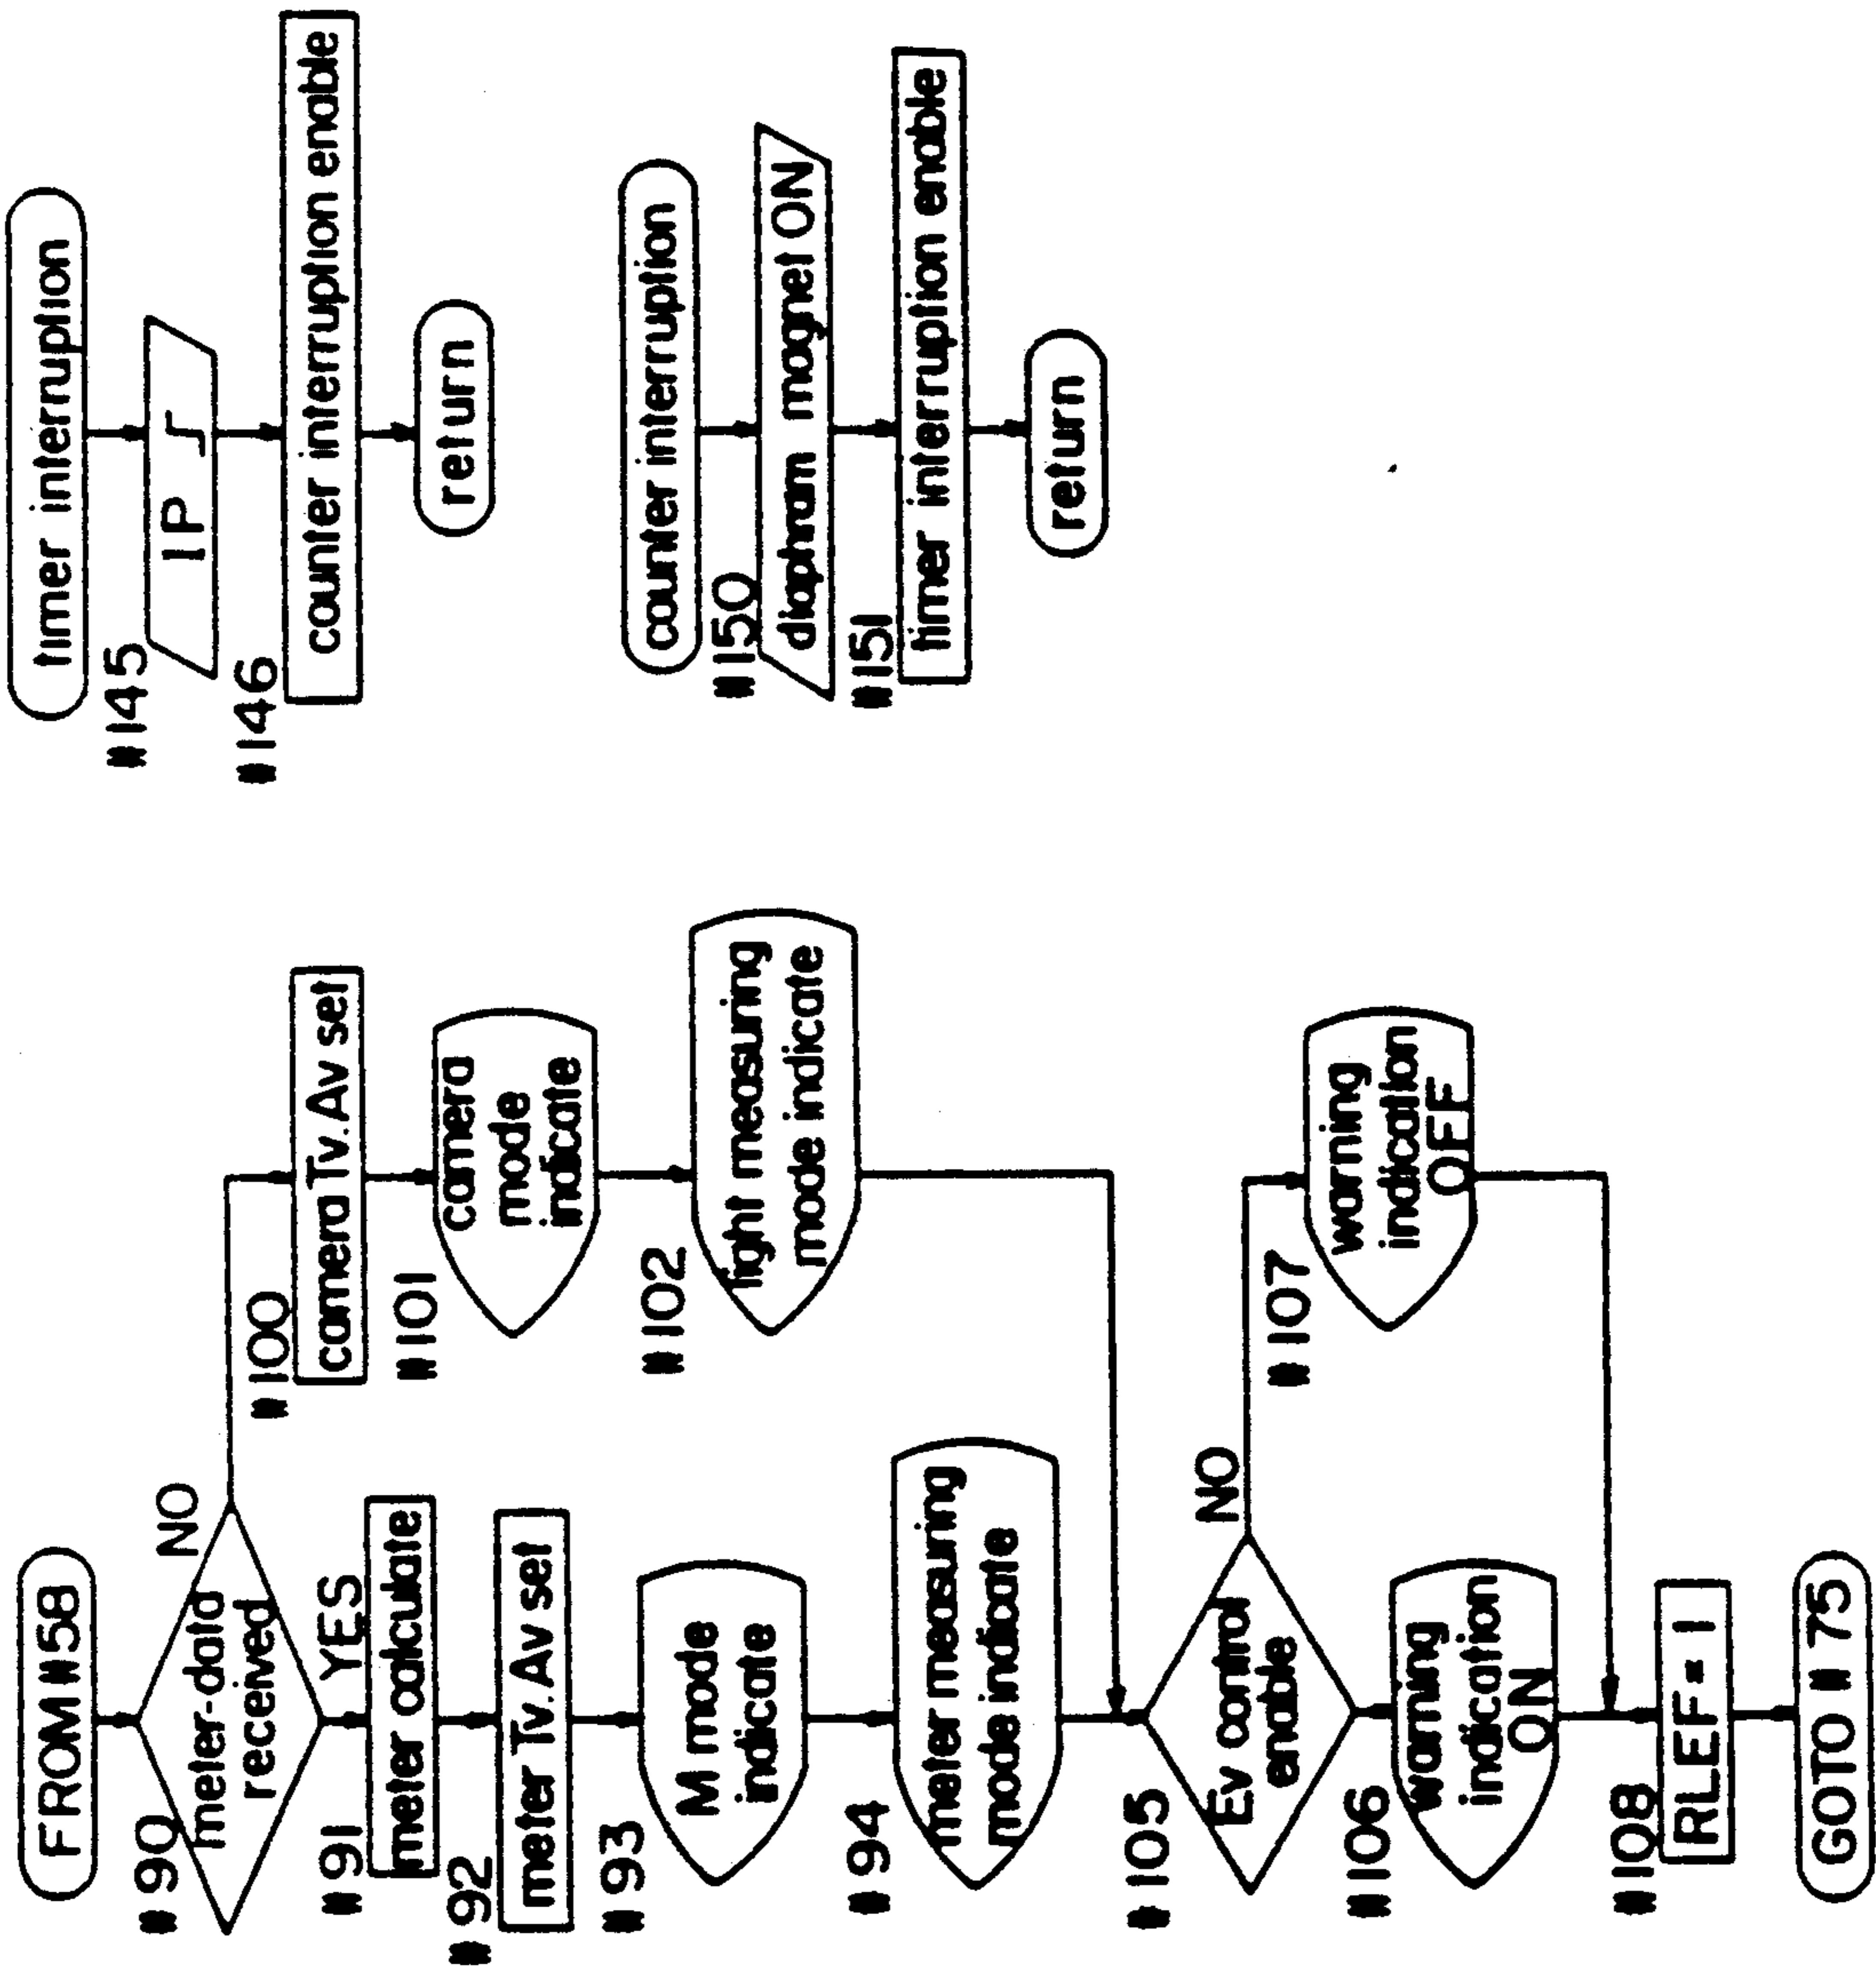 FROM #58
#90
meter-data
received
NO
YES
#91
meter calculate
#92
meter Tv.Av set
#93
M mode
indicate
#94
meter measuring
mode indicate
#100
camera Tv.Av set
#101
camera
mode
indicate
#102
light measuring
mode indicate
#105
Ev control
enable
NO
#106
warning
indication
ON
#107
warning
indication
OFF
#108
RLEF=1
GOTO #75
timer interruption
#145
IP
#146
counter interruption enable
return
counter interruption
#150
diaphram magnet ON
#151
timer interruption enable
return